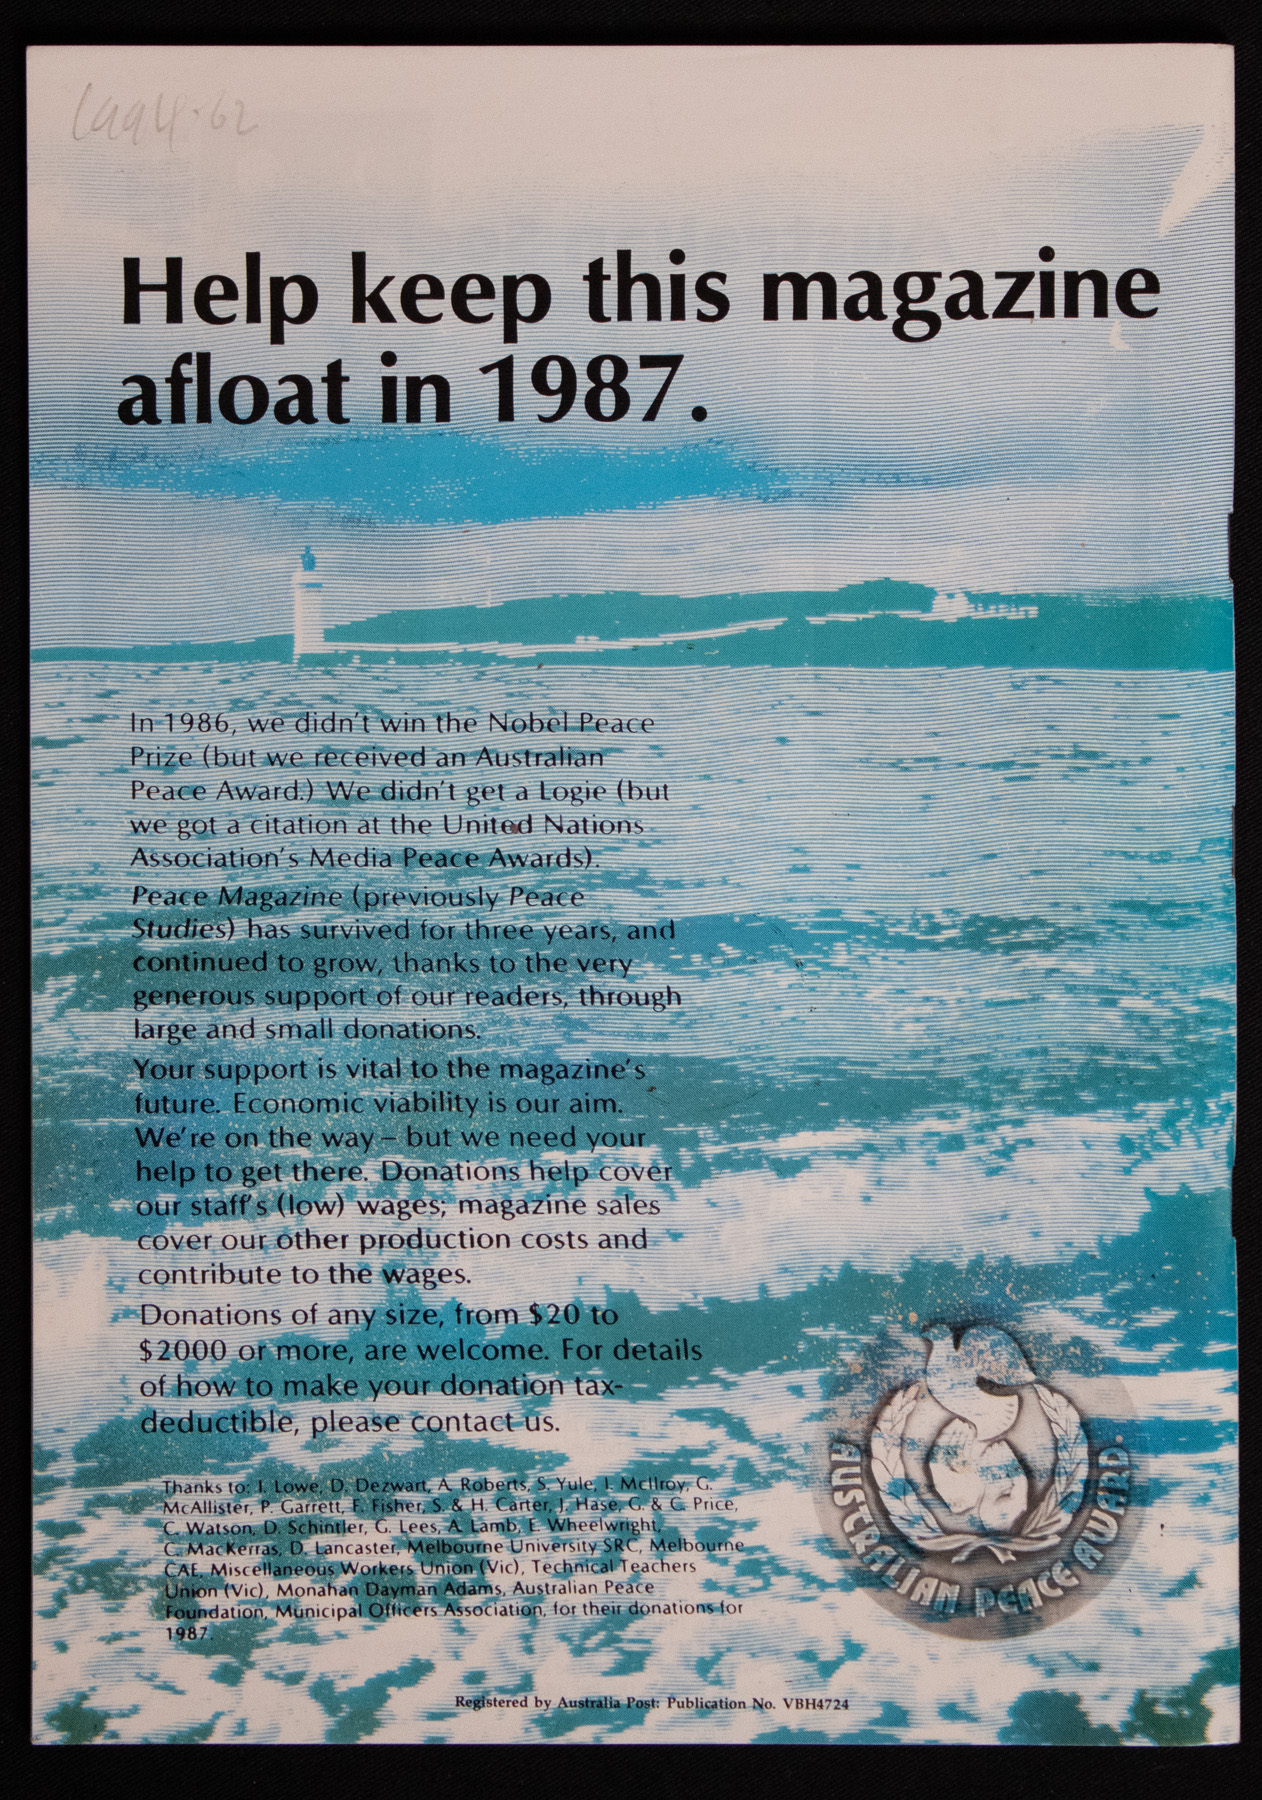 1994.62
Help keep this magazine
afloat in 1987.
In 1986, we didn't win the Nobel Peace
Prize (but we received an Australian
Peace Award.) We didn't get a Logie (but
we got a citation at the United Nations
Association's Media Peace Awards).
Peace Magazine (previously Peace
Studies) has survived for three years, and
continued to grow, thanks to the very
generous support of our readers, through
large and small donations.
Your support is vital to the magazine's
future. Economic viability is our aim.
We're on the way – but we need your
help to get there. Donations help cover
our staff's (low) wages; magazine sales
cover our other production costs and
contribute to the wages.
Donations of any size, from $20 to
$2000 or more, are welcome. For details
of how to make your donation tax-
deductible, please contact us.
Thanks to: I. Lowe, D. Dezwart, A. Roberts, S. Yule, I. McIlroy, G.
McAllister, P. Garrett, F. Fisher, S. & H. Carter, J. Hase, G. & C. Price,
C. Watson, D. Schintler, G. Lees, A. Lamb, E. Wheelwright,
C. MacKerras, D. Lancaster, Melbourne University SRC, Melbourne
CAE, Miscellaneous Workers Union (Vic), Technical Teachers
Union (Vic), Monahan Dayman Adams, Australian Peace
Foundation, Municipal Officers Association, for their donations for
1987.
AUSTRALIAN PEACE AWARD
Registered by Australia Post: Publication No. VBH4724